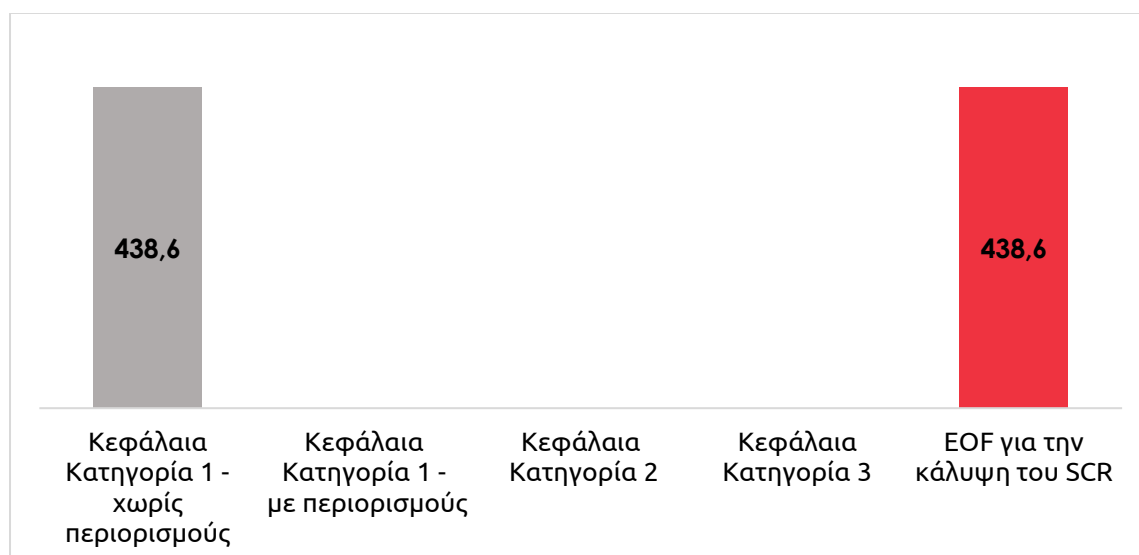 438,6
438,6
Κεφάλαια
Κατηγορία 1 -
χωρίς
περιορισμούς
Κεφάλαια
Κατηγορία 1 -
με περιορισμούς
Κεφάλαια
Κατηγορία 2
Κεφάλαια
Κατηγορία 3
EOF για την
κάλυψη του SCR